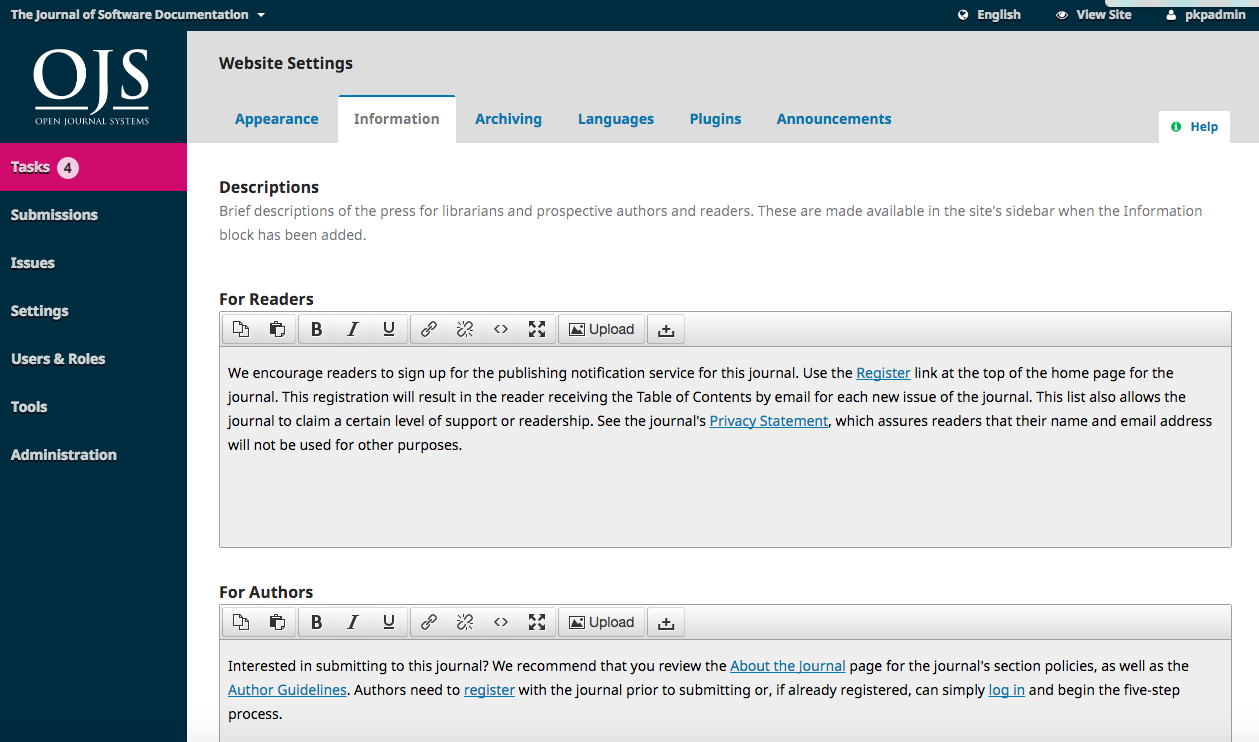 The Journal of Software Documentation
English
View Site
pkpadmin
OJS
OPEN JOURNAL SYSTEMS
Tasks 4
Submissions
Issues
Settings
Users & Roles
Tools
Administration
Website Settings
Appearance
Information
Archiving
Languages
Plugins
Announcements
Help
Descriptions
Brief descriptions of the press for librarians and prospective authors and readers. These are made available in the site's sidebar when the Information
block has been added.
For Readers
B I U Upload
We encourage readers to sign up for the publishing notification service for this journal. Use the Register link at the top of the home page for the
journal. This registration will result in the reader receiving the Table of Contents by email for each new issue of the journal. This list also allows the
journal to claim a certain level of support or readership. See the journal's Privacy Statement, which assures readers that their name and email address
will not be used for other purposes.
For Authors
B I U Upload
Interested in submitting to this journal? We recommend that you review the About the Journal page for the journal's section policies, as well as the
Author Guidelines. Authors need to register with the journal prior to submitting or, if already registered, can simply log in and begin the five-step
process.